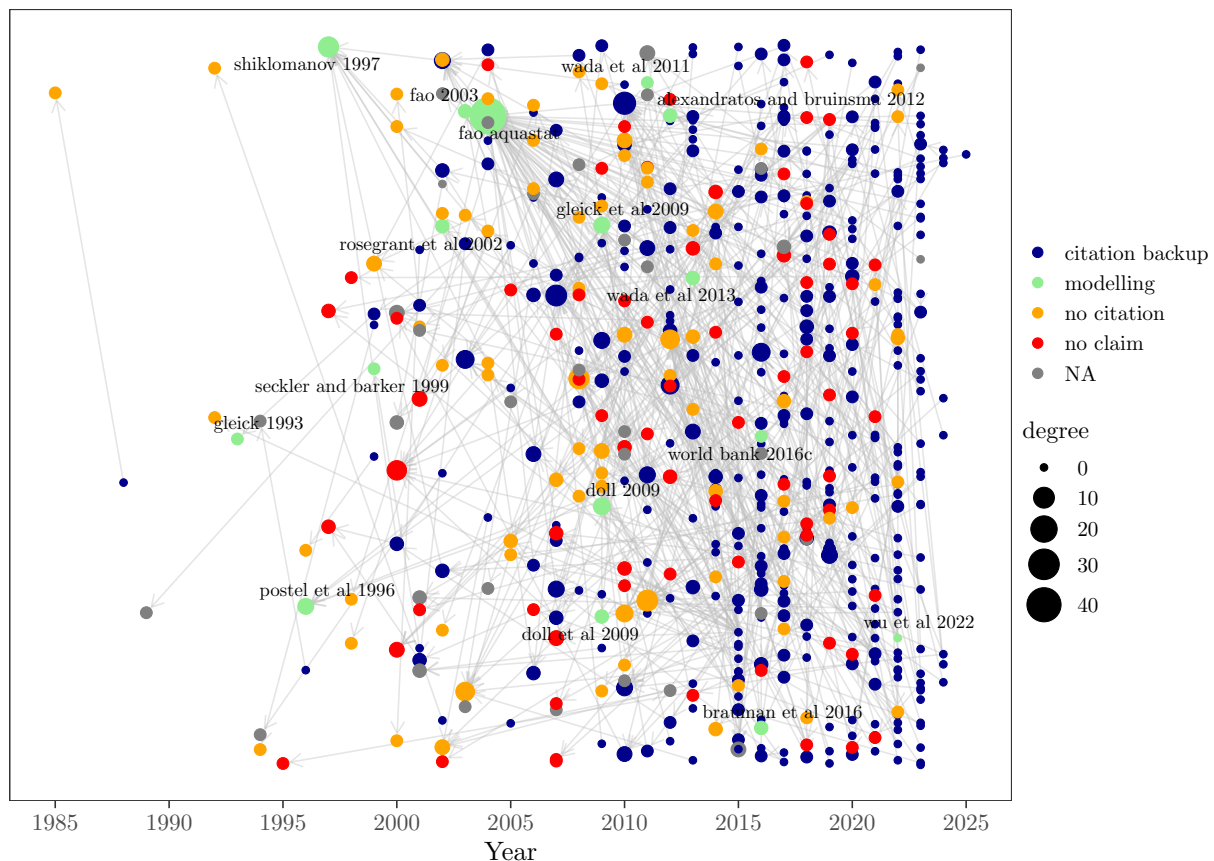 shiklomanov 1997
wada et al 2011
fao 2003
alexandratos and bruinsma 2012
fao aquastat
gleick et al 2009
rosegrant et al 2002
wada et al 2013
seckler and barker 1999
gleick 1993
world bank 2016c
doll 2009
postel et al 1996
doll et al 2009
wu et al 2022
brauman et al 2016
citation backup
modelling
no citation
no claim
NA
degree
0
10
20
30
40
1985 1990 1995 2000 2005 2010 2015 2020 2025
Year